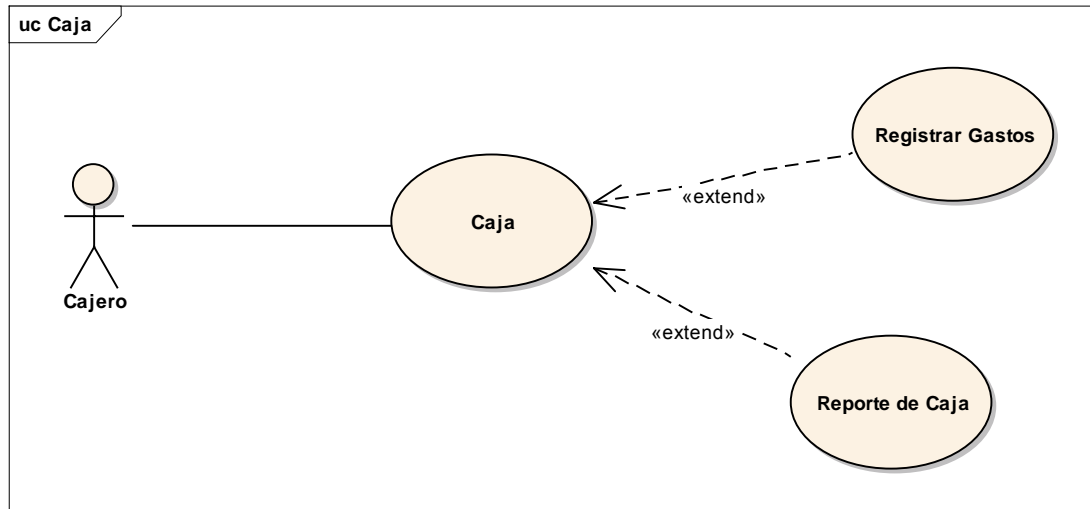 uc Caja
Registrar Gastos
Caja
«extend»
Cajero
«extend»
Reporte de Caja